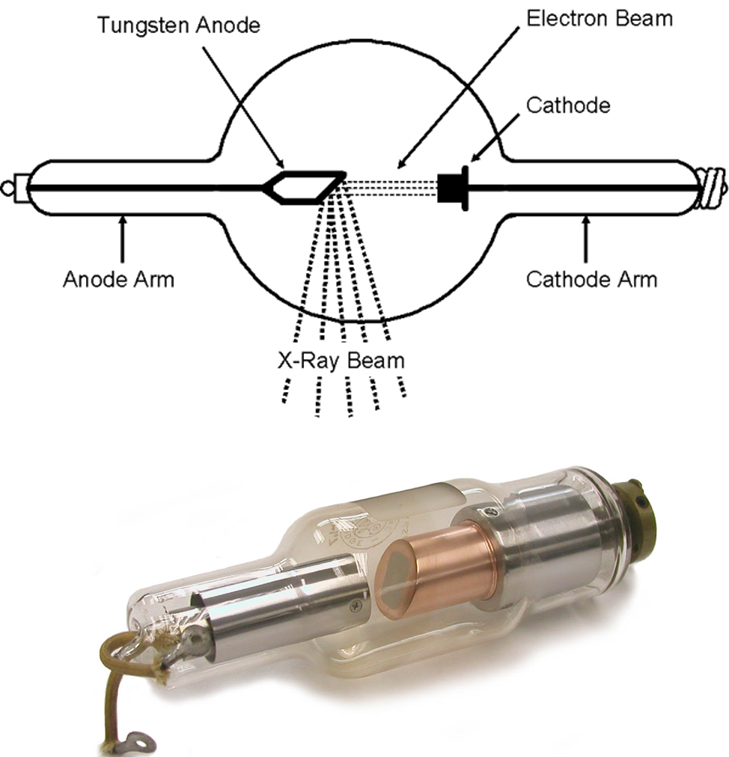 Tungsten Anode
Electron Beam
Cathode
Anode Arm
Cathode Arm
X-Ray Beam